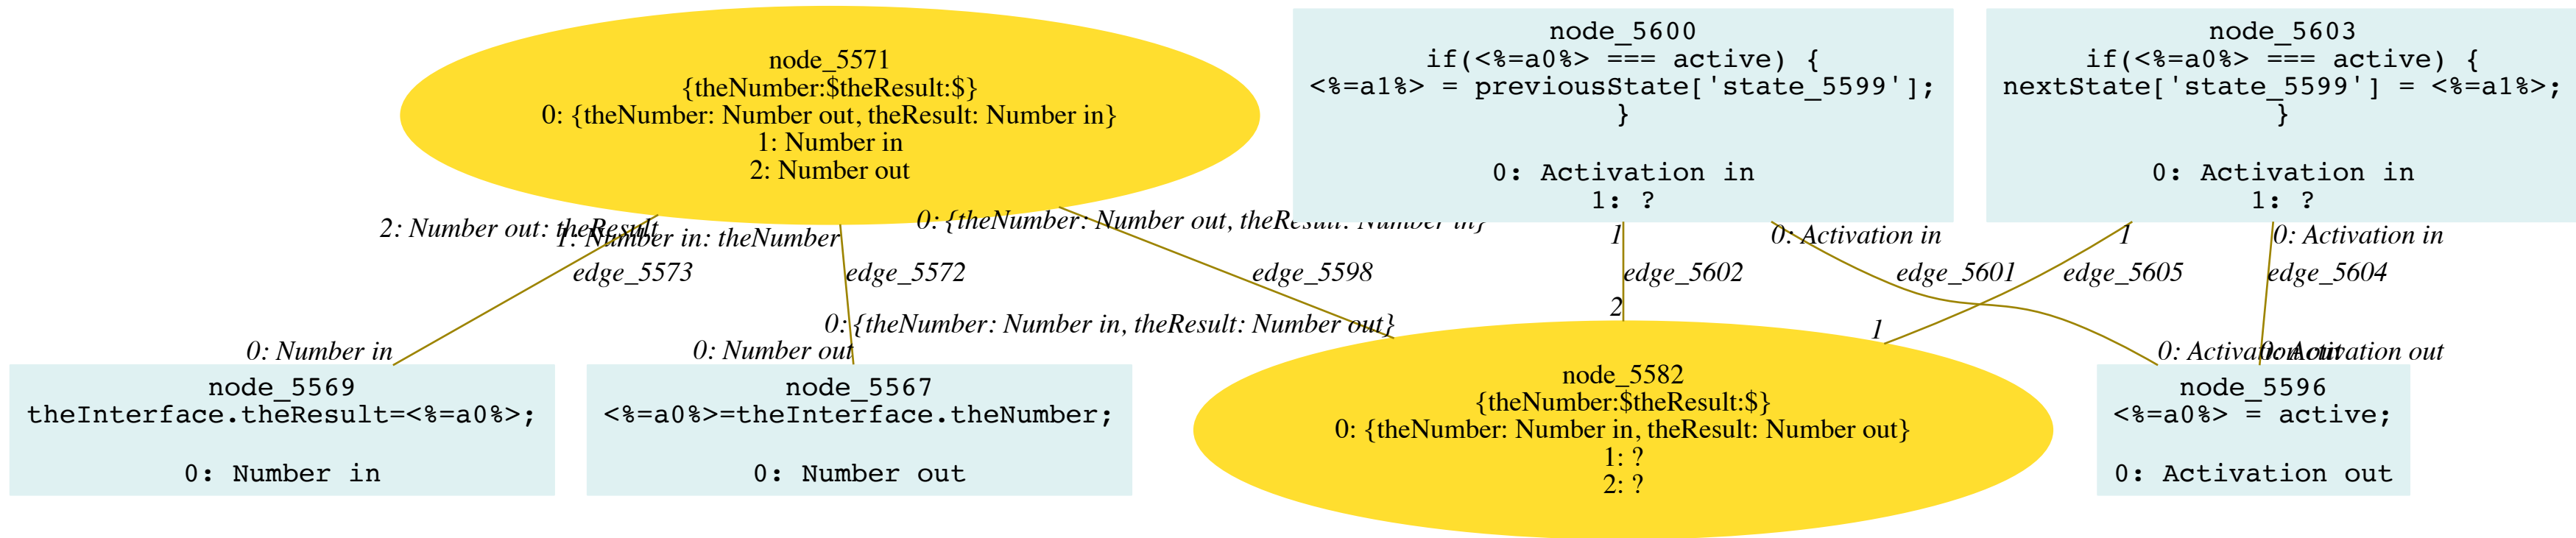 node_5571
{theNumber:$theResult:$}
0: {theNumber: Number out, theResult: Number in}
1: Number in
2: Number out
node_5600
if(<%=a0%> === active) {
<%=a1%> = previousState['state_5599'];
}
0: Activation in
1: ?
node_5603
if(<%=a0%> === active) {
nextState['state_5599'] = <%=a1%>;
}
0: Activation in
1: ?
2: Number out: theResult
1: Number in: theNumber
0: {theNumber: Number out, theResult: Number in}
1
0: Activation in
1
0: Activation in
edge_5573
edge_5572
edge_5598
edge_5602
edge_5601
edge_5605
edge_5604
2
0: {theNumber: Number in, theResult: Number out}
1
0: Number in
0: Number out
0: Activation out
0: Activation out
node_5569
theInterface.theResult=<%=a0%>;
0: Number in
node_5567
<%=a0%>=theInterface.theNumber;
0: Number out
node_5582
{theNumber:$theResult:$}
0: {theNumber: Number in, theResult: Number out}
1: ?
2: ?
node_5596
<%=a0%> = active;
0: Activation out